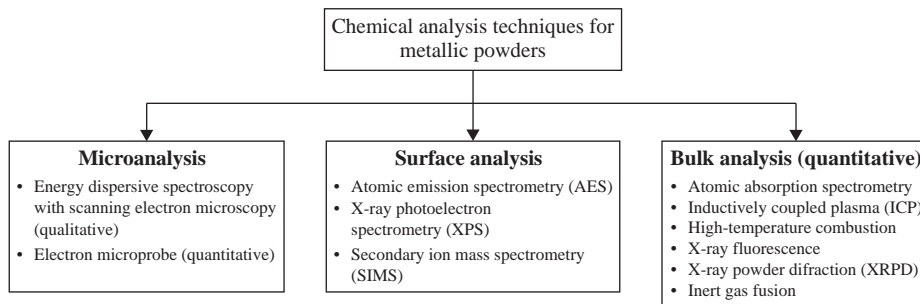 Chemical analysis techniques for
metallic powders
Microanalysis
• Energy dispersive spectroscopy
with scanning electron microscopy
(qualitative)
• Electron microprobe (quantitative)
Surface analysis
• Atomic emission spectrometry (AES)
• X-ray photoelectron
spectrometry (XPS)
• Secondary ion mass spectrometry
(SIMS)
Bulk analysis (quantitative)
• Atomic absorption spectrometry
• Inductively coupled plasma (ICP)
• High-temperature combustion
• X-ray fluorescence
• X-ray powder difraction (XRPD)
• Inert gas fusion